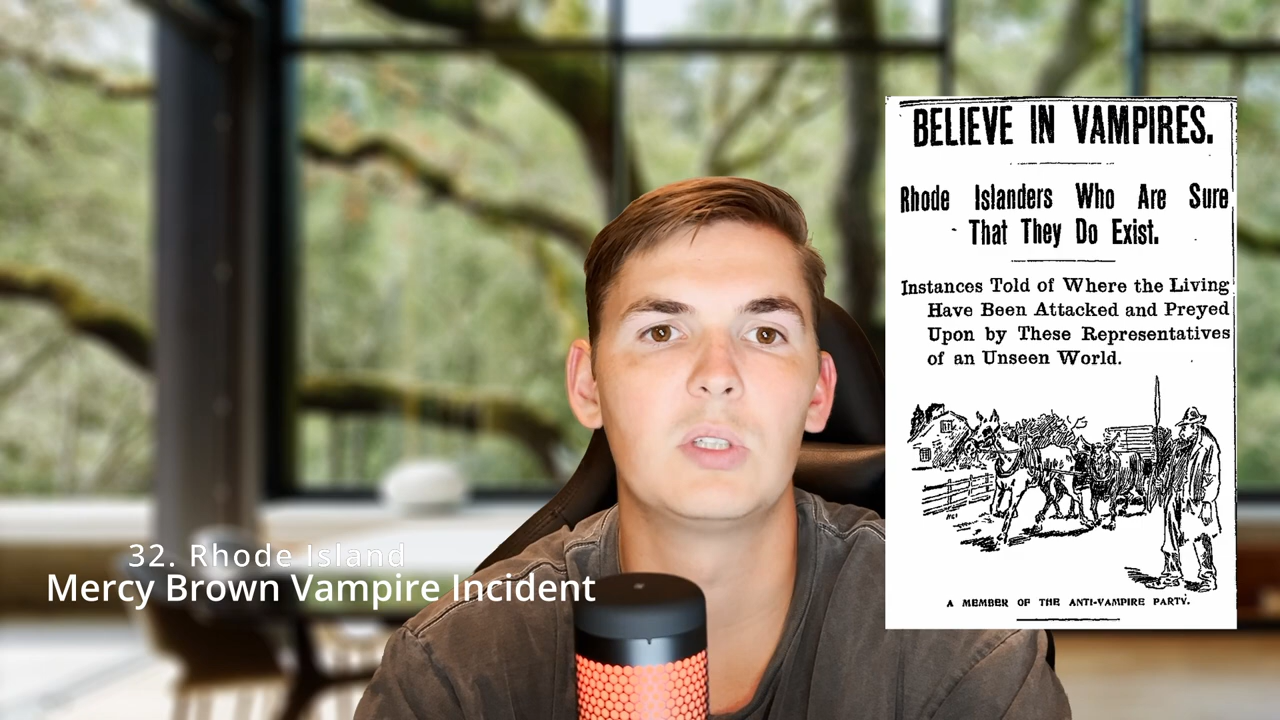 32. Rhode Island
Mercy Brown Vampire Incident
BELIEVE IN VAMPIRES.
Rhode Islanders Who Are Sure
That They Do Exist.
Instances Told of Where the Living
Have Been Attacked and Preyed
Upon by These Representatives
of an Unseen World.
A MEMBER OF THE ANTI-VAMPIRE PARTY.